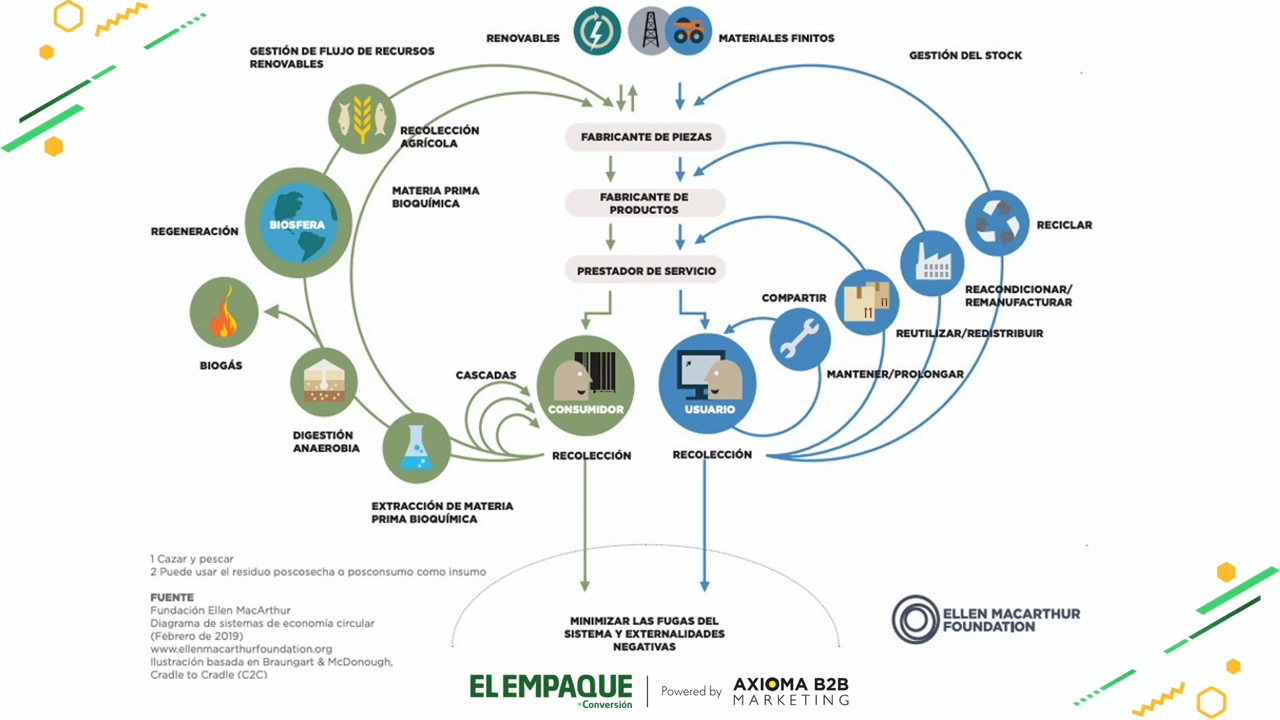 RENOVABLES
MATERIALES FINITOS
GESTIÓN DE FLUJO DE RECURSOS
RENOVABLES
GESTIÓN DEL STOCK
RECOLECCIÓN
AGRÍCOLA
FABRICANTE DE PIEZAS
MATERIA PRIMA
BIOQUÍMICA
FABRICANTE DE
PRODUCTOS
REGENERACIÓN
BIOSFERA
RECICLAR
PRESTADOR DE SERVICIO
COMPARTIR
REACONDICIONAR/
REMANUFACTURAR
REUTILIZAR/REDISTRIBUIR
BIOGÁS
CASCADAS
MANTENER/PROLONGAR
CONSUMIDOR
USUARIO
DIGESTIÓN
ANAEROBIA
RECOLECCIÓN
RECOLECCIÓN
EXTRACCIÓN DE MATERIA
PRIMA BIOQUÍMICA
1 Cazar y pescar
2 Puede usar el residuo poscosecha o posconsumo como insumo
FUENTE
Fundación Ellen MacArthur
Diagrama de sistemas de economía circular
(Febrero de 2019)
www.ellenmacarthurfoundation.org
Ilustración basada en Braungart & McDonough,
Cradle to Cradle (C2C)
MINIMIZAR LAS FUGAS DEL
SISTEMA Y EXTERNALIDADES
NEGATIVAS
ELLEN MACARTHUR
FOUNDATION
EL EMPAQUE
+Conversión
Powered by
AXIOMA B2B
MARKETING